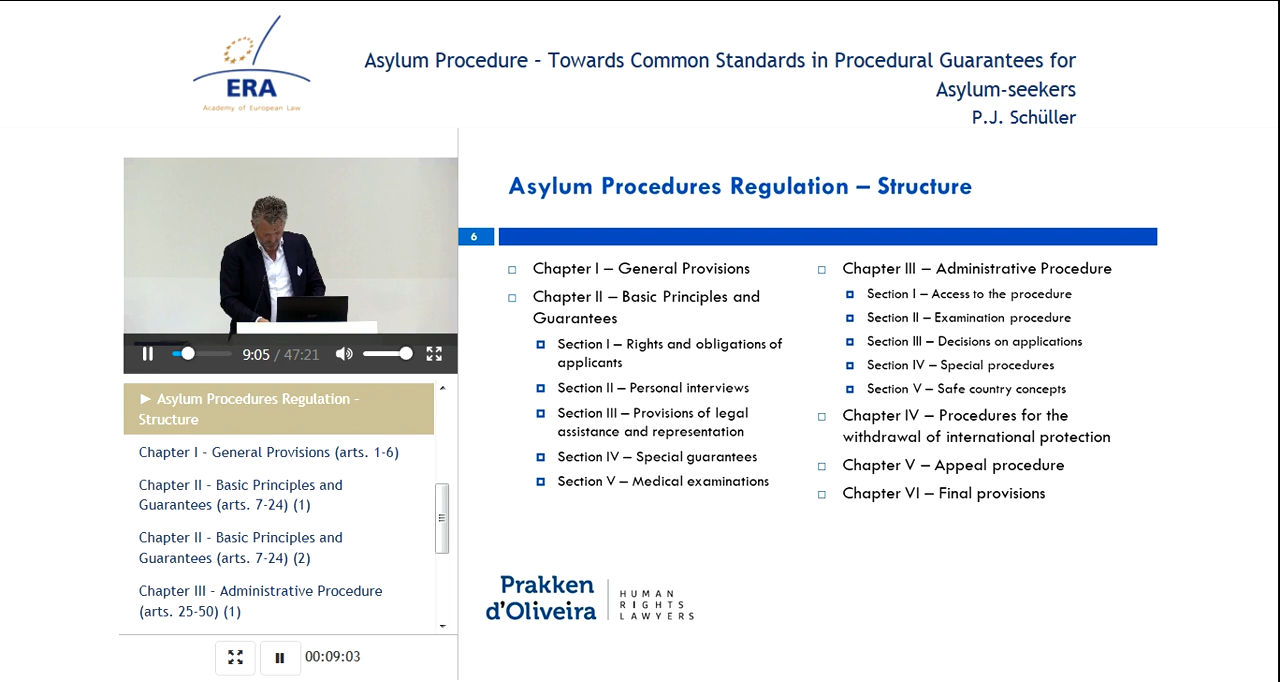 ERA
Academy of European Law
Asylum Procedure - Towards Common Standards in Procedural Guarantees for
Asylum-seekers
P.J. Schüller
9:05 / 47:21
► Asylum Procedures Regulation -
Structure
Chapter I - General Provisions (arts. 1-6)
Chapter II - Basic Principles and
Guarantees (arts. 7-24) (1)
Chapter II - Basic Principles and
Guarantees (arts. 7-24) (2)
Chapter III - Administrative Procedure
(arts. 25-50) (1)
00:09:03
Asylum Procedures Regulation – Structure
6
Chapter I – General Provisions
Chapter II – Basic Principles and
Guarantees
Section I – Rights and obligations of
applicants
Section II – Personal interviews
Section III – Provisions of legal
assistance and representation
Section IV – Special guarantees
Section V – Medical examinations
Chapter III – Administrative Procedure
Section I – Access to the procedure
Section II – Examination procedure
Section III – Decisions on applications
Section IV – Special procedures
Section V – Safe country concepts
Chapter IV – Procedures for the
withdrawal of international protection
Chapter V – Appeal procedure
Chapter VI – Final provisions
Prakken
d'Oliveira
HUMAN
RIGHTS
LAWYERS